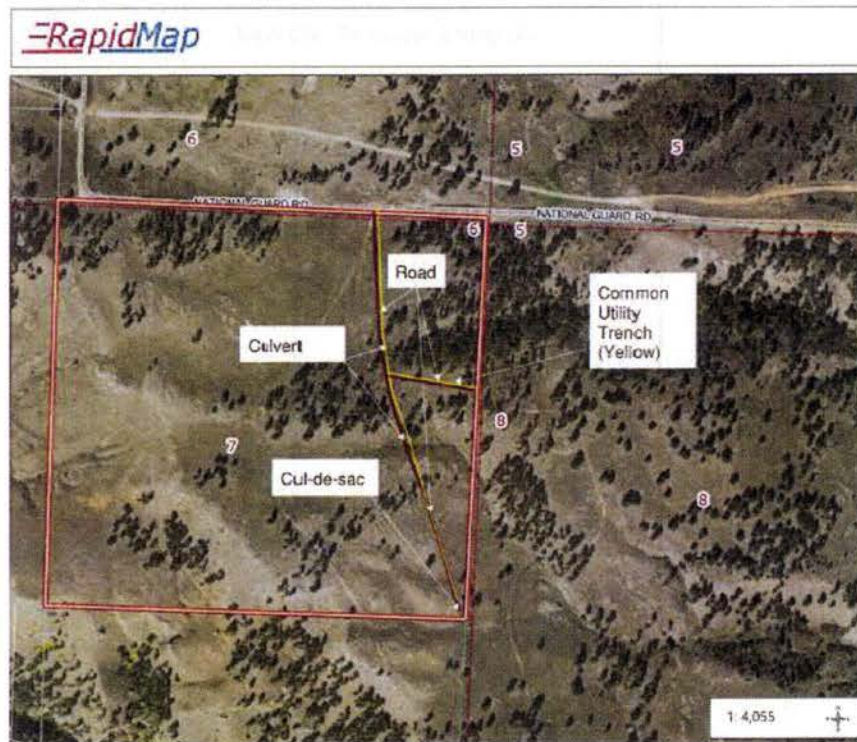 RapidMap
6
5
5
NATIONAL GUARD RD
NATIONAL GUARD RD
6
5
Road
Common
Utility
Trench
(Yellow)
Culvert
8
7
Cul-de-sac
8
1: 4,055